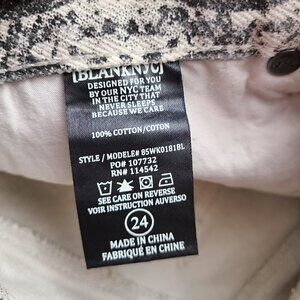 [BLANKNYC]
DESIGNED FOR YOU
BY OUR NYC TEAM
IN THE CITY THAT
NEVER SLEEPS
BECAUSE WE CARE
100% COTTON/COTON
STYLE / MODELE# 85WK0181BL
PO# 107732
RN# 114542
SEE CARE ON REVERSE
VOIR INSTRUCTION AUVERSO
24
MADE IN CHINA
FABRIQUÉ EN CHINE